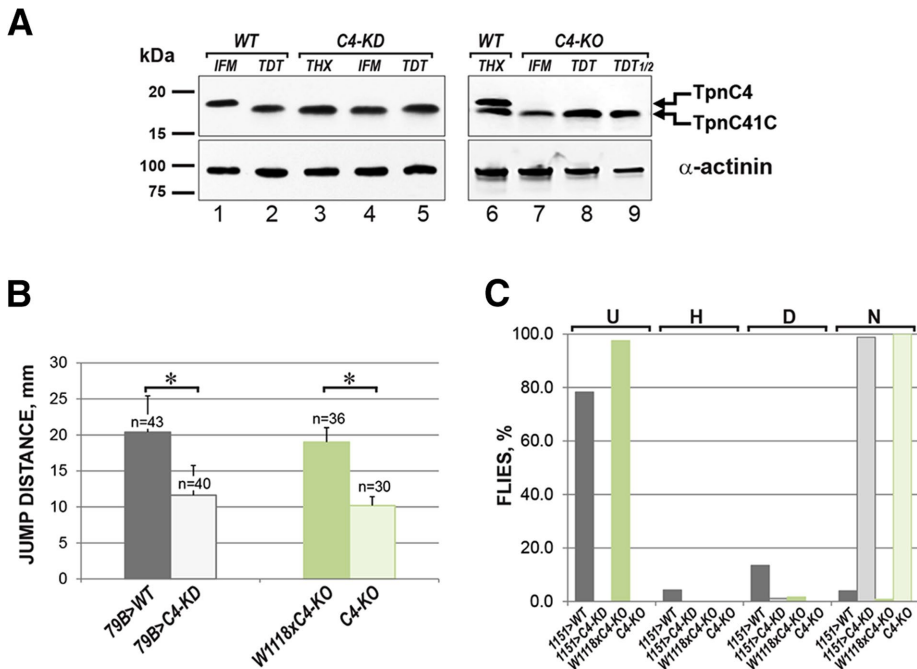 A
WT C4-KD WT C4-KO
kDa IFM TDT THX IFM TDT THX IFM TDT TDT1/2
20
15
TpnC4
TpnC41C
100
75
α-actinin
1 2 3 4 5 6 7 8 9
B
JUMP DISTANCE, mm
30
25
20
15
10
5
0
* *
n=43
n=40
n=36
n=30
79B>WT
79B>C4-KD
W1118xC4-KO
C4-KO
C
U H D N
FLIES, %
100.0
80.0
60.0
40.0
20.0
0.0
1151>WT
1151>C4-KD
W1118xC4-KO
C4-KO
1151>WT
1151>C4-KD
W1118xC4-KO
C4-KO
1151>WT
1151>C4-KD
W1118xC4-KO
C4-KO
1151>WT
1151>C4-KD
W1118xC4-KO
C4-KO